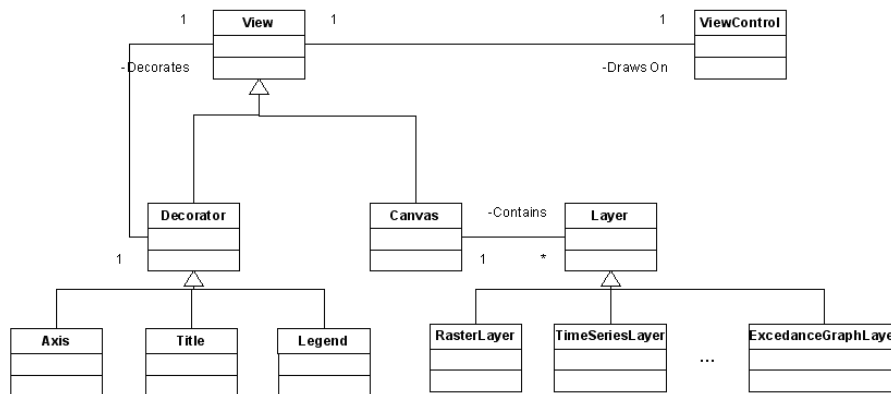 1
View
1
1
ViewControl
-Decorates
-Draws On
Decorator
Canvas
-Contains
Layer
1
1
*
Axis
Title
Legend
RasterLayer
TimeSeriesLayer
...
ExcedanceGraphLaye